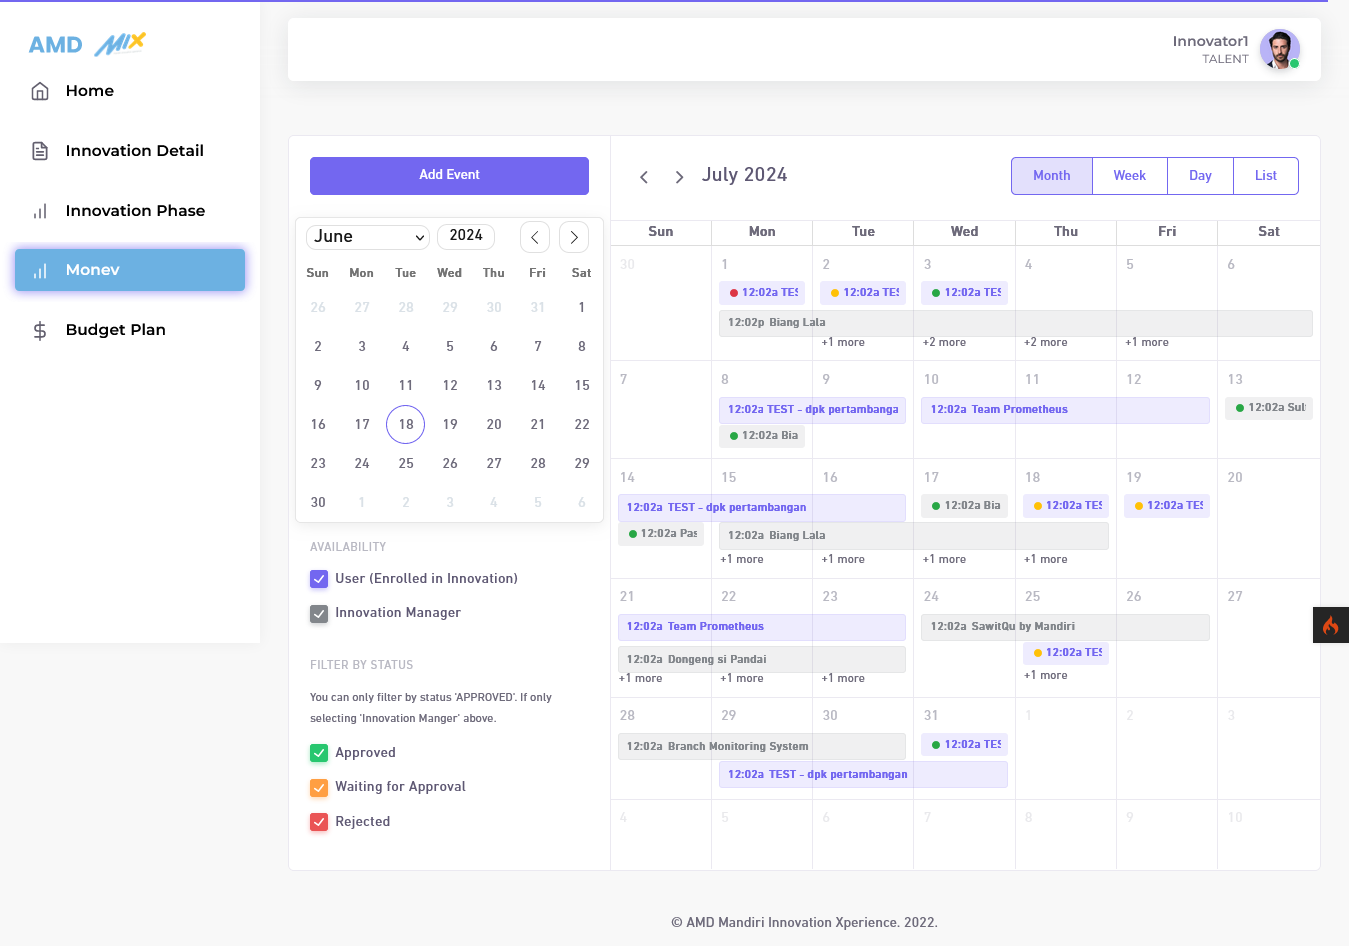 AMD MIX
Home
Innovation Detail
Innovation Phase
Monev
Budget Plan
Innovator1
TALENT
Add Event
June 2024
Sun Mon Tue Wed Thu Fri Sat
26 27 28 29 30 31 1
2 3 4 5 6 7 8
9 10 11 12 13 14 15
16 17 18 19 20 21 22
23 24 25 26 27 28 29
30 1 2 3 4 5 6
AVAILABILITY
User (Enrolled in Innovation)
Innovation Manager
FILTER BY STATUS
You can only filter by status 'APPROVED'. If only
selecting 'Innovation Manger' above.
Approved
Waiting for Approval
Rejected
July 2024
Month Week Day List
Sun Mon Tue Wed Thu Fri Sat
30 1 2 3 4 5 6
12:02a TES 12:02a TES 12:02a TES
12:02p Biang Lala
+1 more +2 more +2 more +1 more
7 8 9 10 11 12 13
12:02a TEST - dpk pertambanga 12:02a Team Prometheus 12:02a Sul
12:02a Bia
14 15 16 17 18 19 20
12:02a TEST - dpk pertambangan 12:02a Bia 12:02a TES 12:02a TES
12:02a Pas 12:02a Biang Lala
+1 more +1 more +1 more +1 more
21 22 23 24 25 26 27
12:02a Team Prometheus 12:02a SawitQu by Mandiri
12:02a Dongeng si Pandai 12:02a TES
+1 more +1 more +1 more +1 more
28 29 30 31 1 2 3
12:02a Branch Monitoring System 12:02a TES
12:02a TEST - dpk pertambangan
4 5 6 7 8 9 10
© AMD Mandiri Innovation Xperience. 2022.